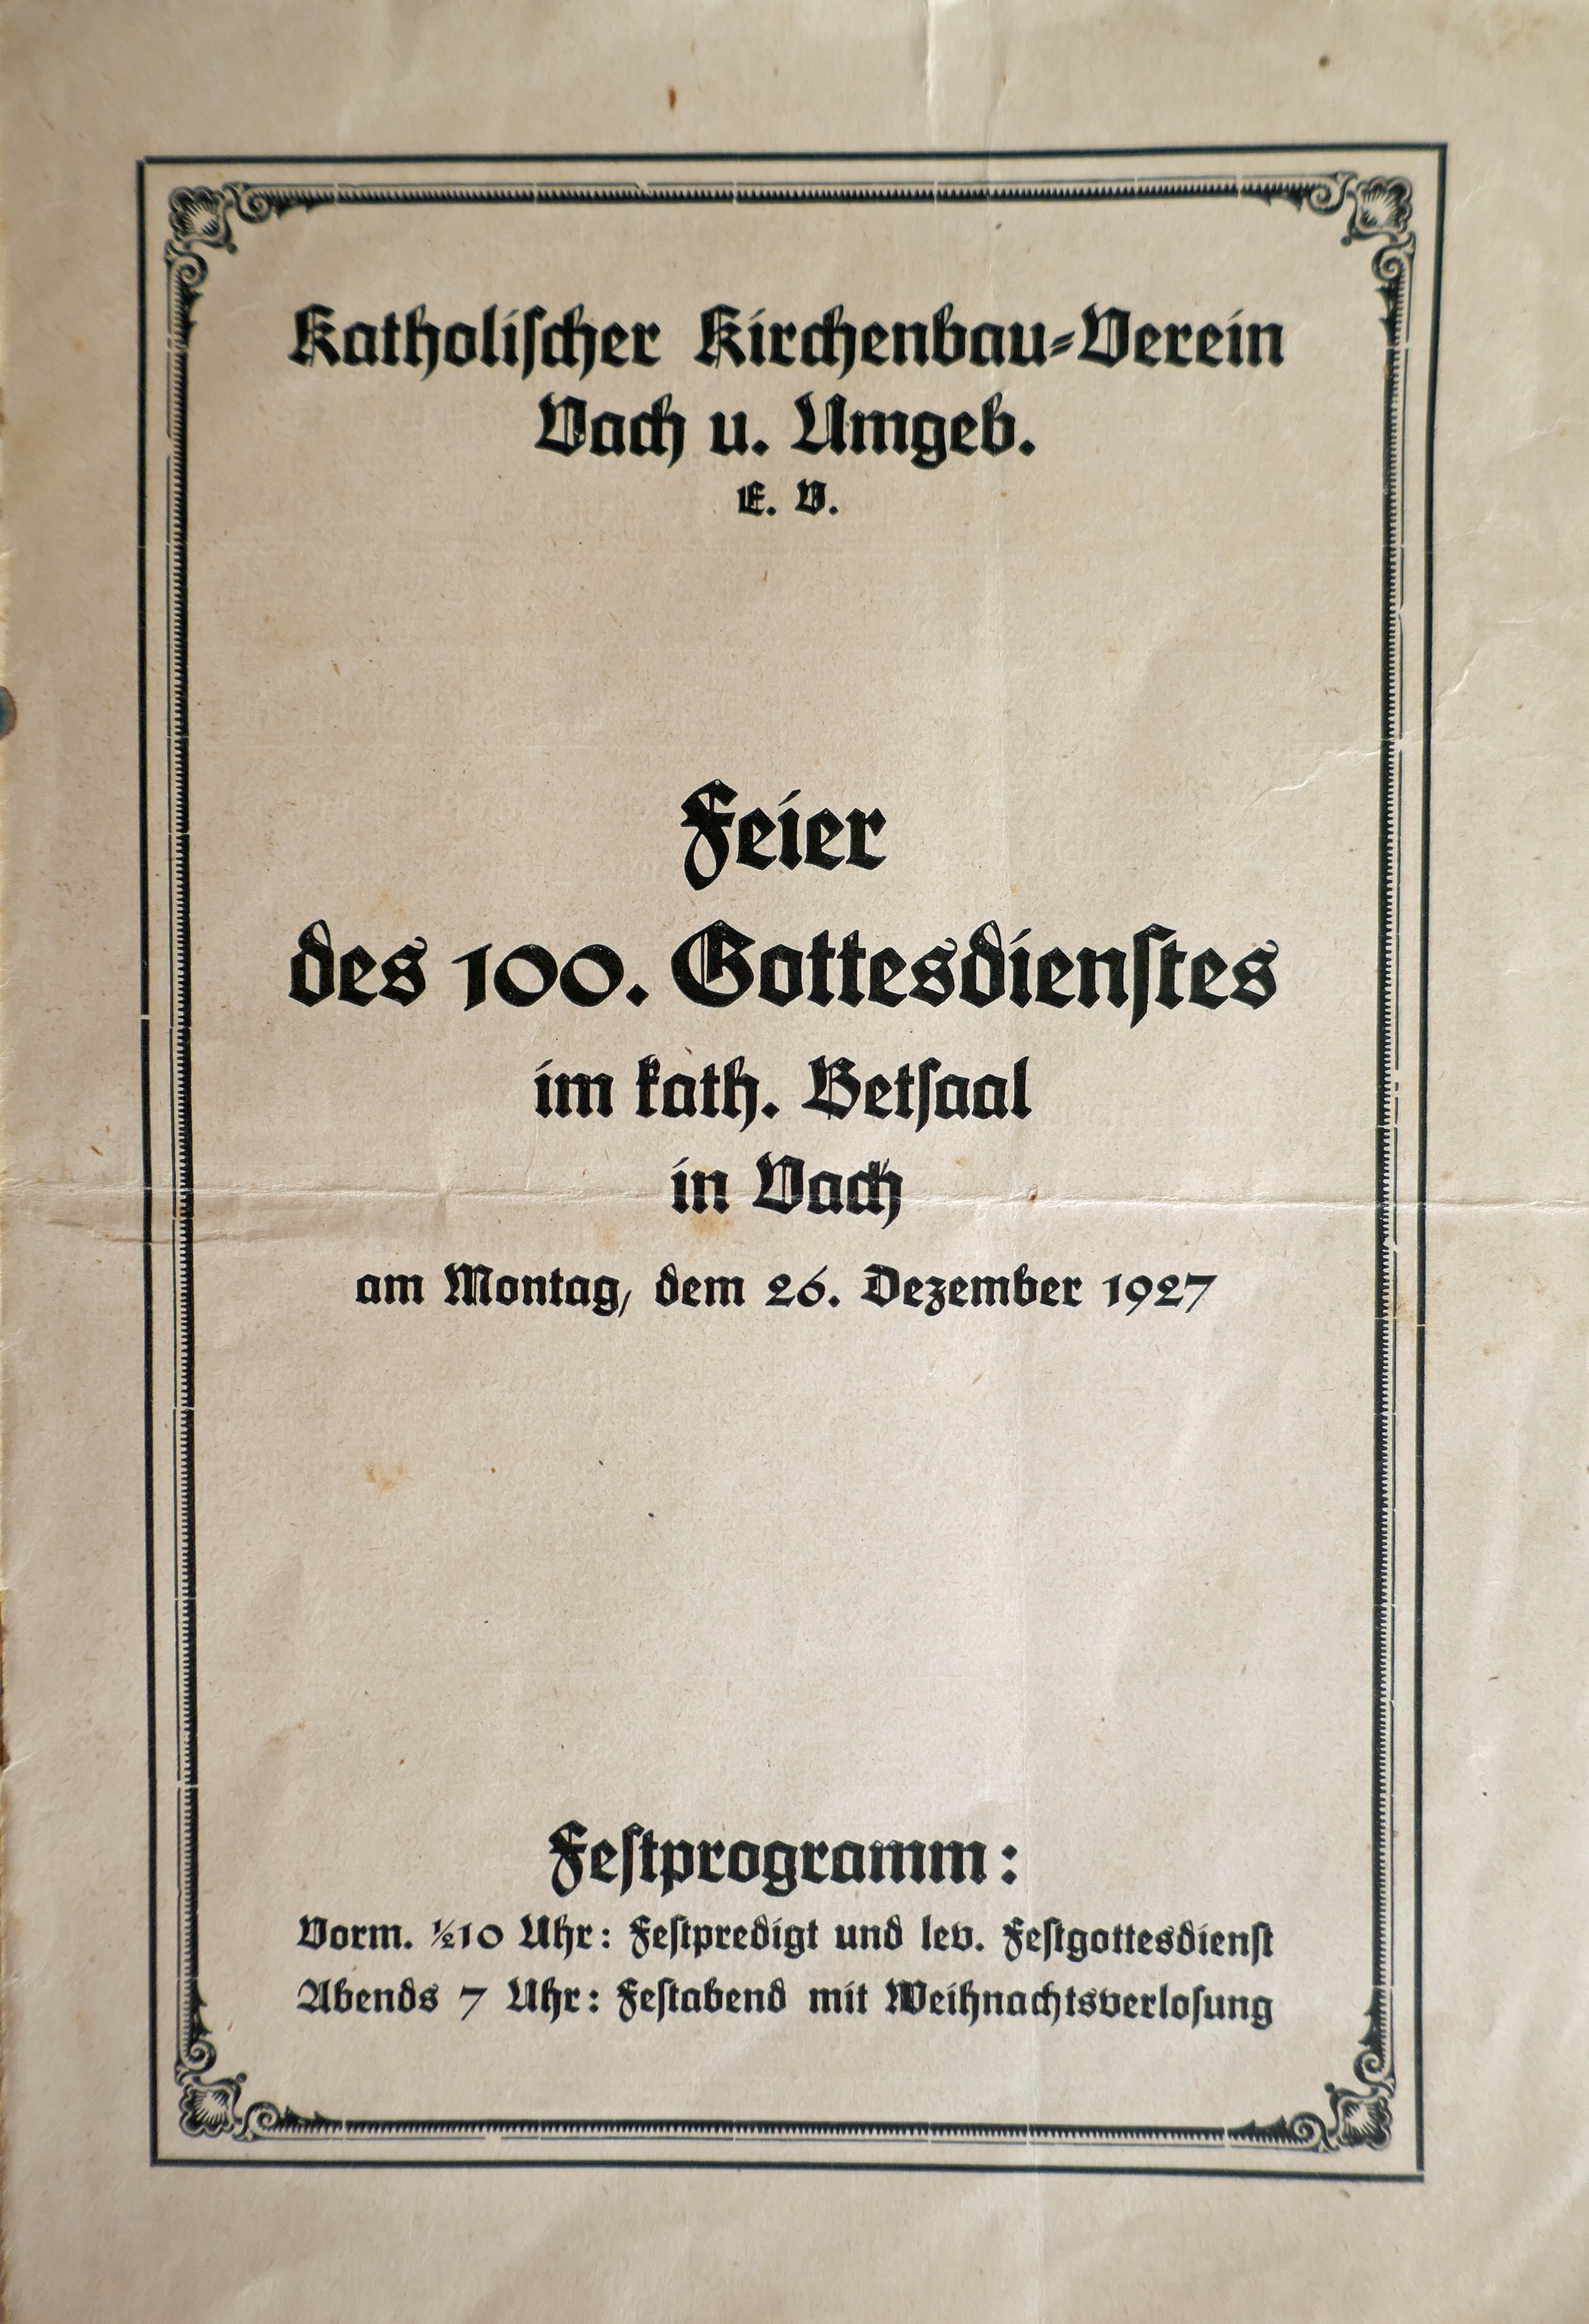 Katholiſcher Kirchenbau-Verein
Vach u. Umgeb.
E. V.
Feier
des 100. Gottesdienſtes
im kath. Betſaal
in Vach
am Montag, dem 26. Dezember 1927
Feſtprogramm:
Vorm. ½10 Uhr: Feſtpredigt und lev. Feſtgottesdienſt
Abends 7 Uhr: Feſtabend mit Weihnachtsverloſung